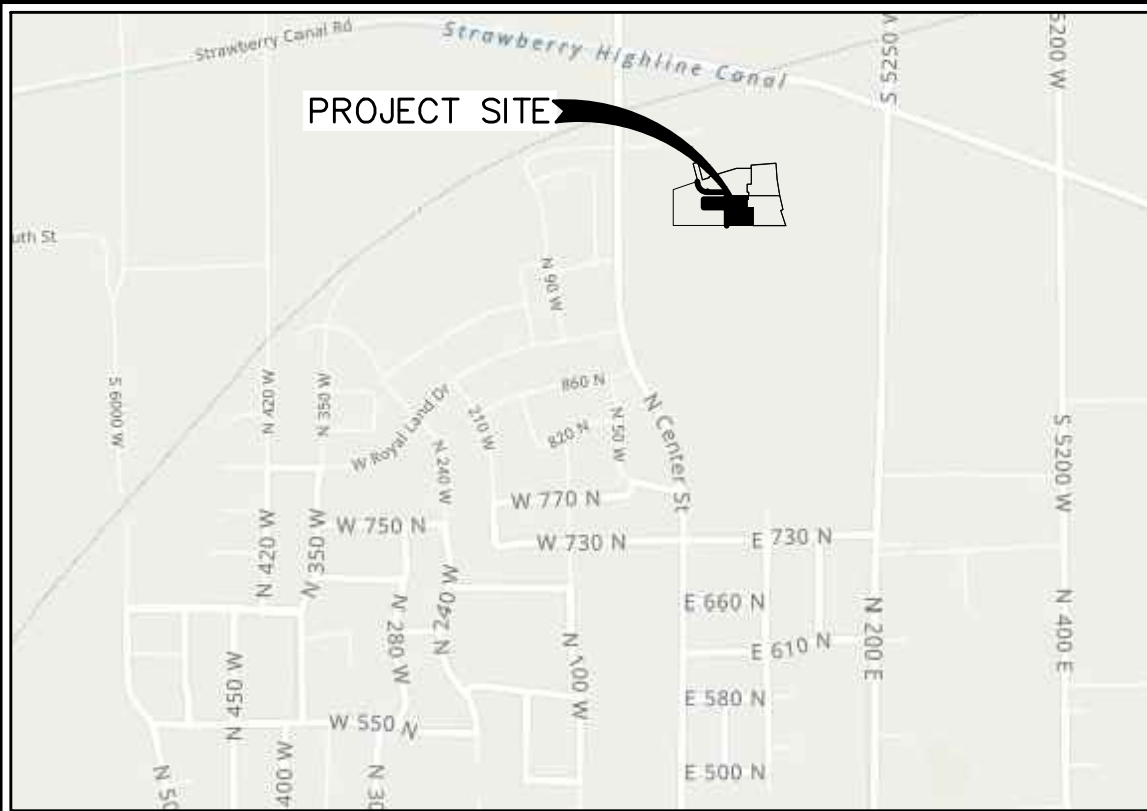 Strawberry Canal Rd
Strawberry Highline Canal
S 5250 W
5200 W
PROJECT SITE
uth St
N 90 W
S 6000 W
N 420 W
N 350 W
W Royal Land Dr
210 W
860 N
820 N
N 50 W
N Center St
N 240 W
S 5200 W
W 770 N
W 750 N
W 730 N
E 730 N
N 420 W
N 350 W
N 280 W
N 240 W
N 100 W
E 660 N
E 610 N
N 200 E
N 400 E
N 450 W
W 550 N
E 580 N
E 500 N
N 50
400 W
N 30